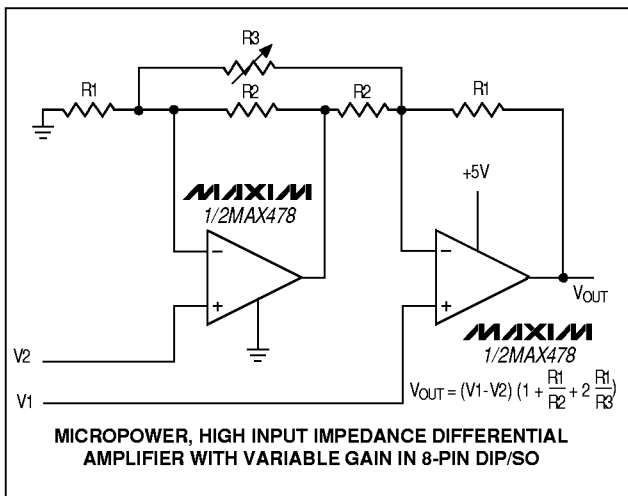 R3
R1
R2
R2
R1
+5V
MAXIM
1/2MAX478
−
+
−
+
VOUT
V2
MAXIM
1/2MAX478
V1
VOUT = (V1-V2) (1 + R1/R2 + 2 R1/R3)
MICROPOWER, HIGH INPUT IMPEDANCE DIFFERENTIAL
AMPLIFIER WITH VARIABLE GAIN IN 8-PIN DIP/SO